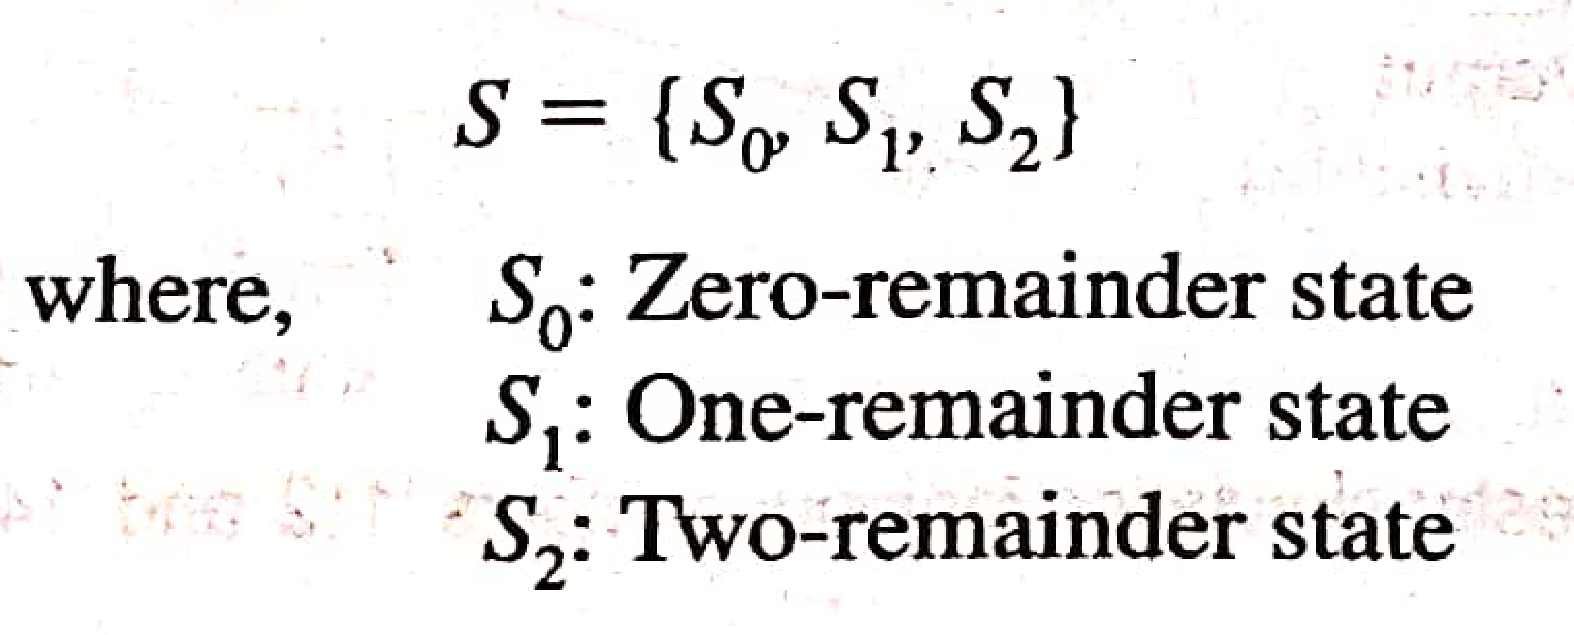 S = {S₀, S₁, S₂}
where, S₀: Zero-remainder state
S₁: One-remainder state
S₂: Two-remainder state